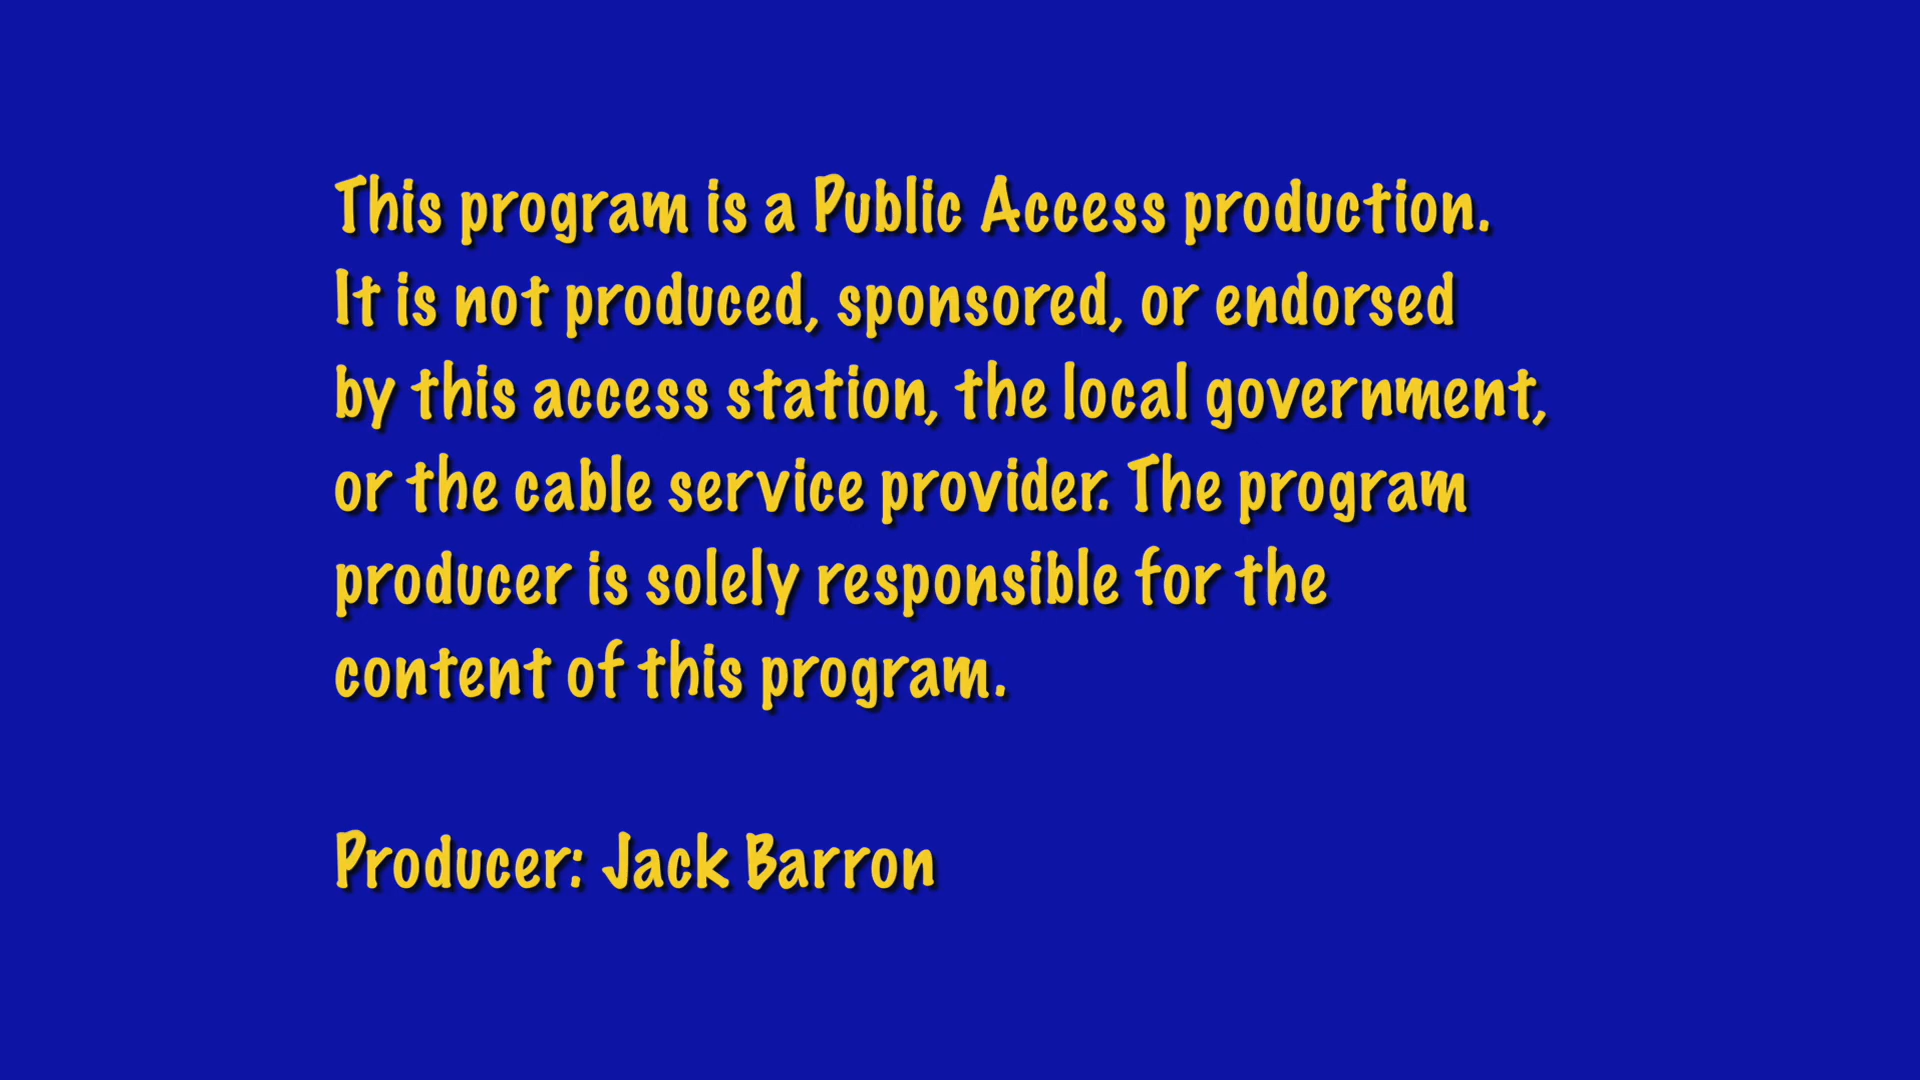 This program is a Public Access production.
It is not produced, sponsored, or endorsed
by this access station, the local government,
or the cable service provider. The program
producer is solely responsible for the
content of this program.
Producer: Jack Barron